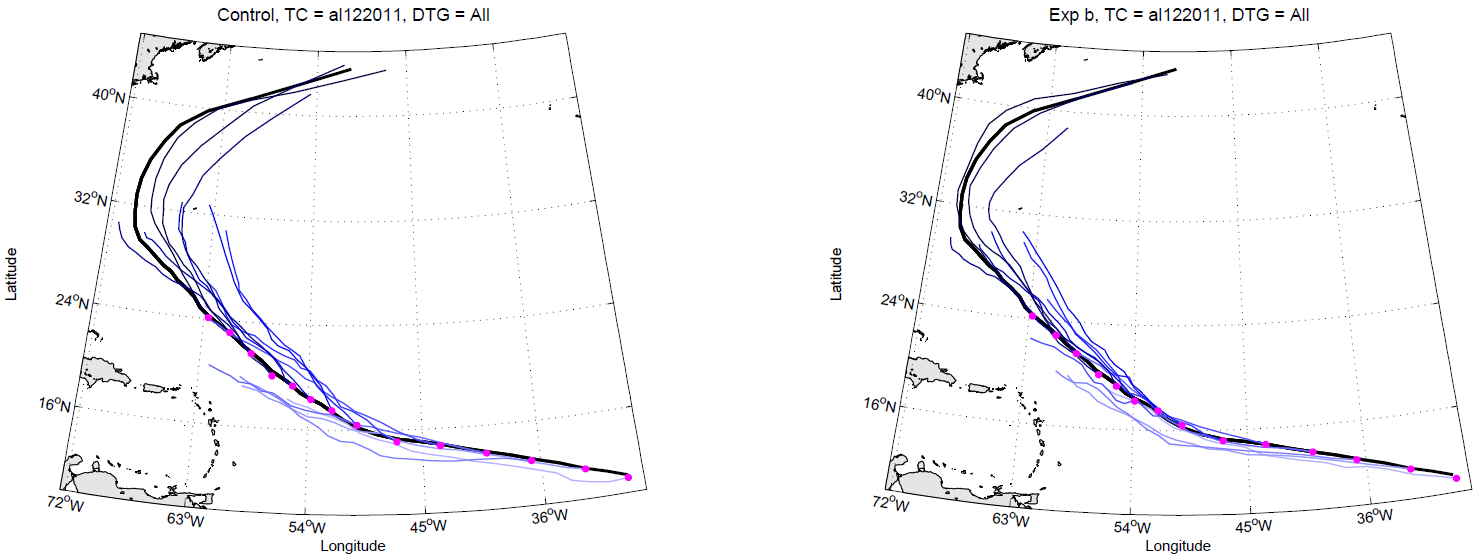 Control, TC = al122011, DTG = All
40°N
32°N
24°N
16°N
72°W
63°W
54°W
45°W
36°W
Latitude
Longitude
Exp b, TC = al122011, DTG = All
40°N
32°N
24°N
16°N
72°W
63°W
54°W
45°W
36°W
Latitude
Longitude